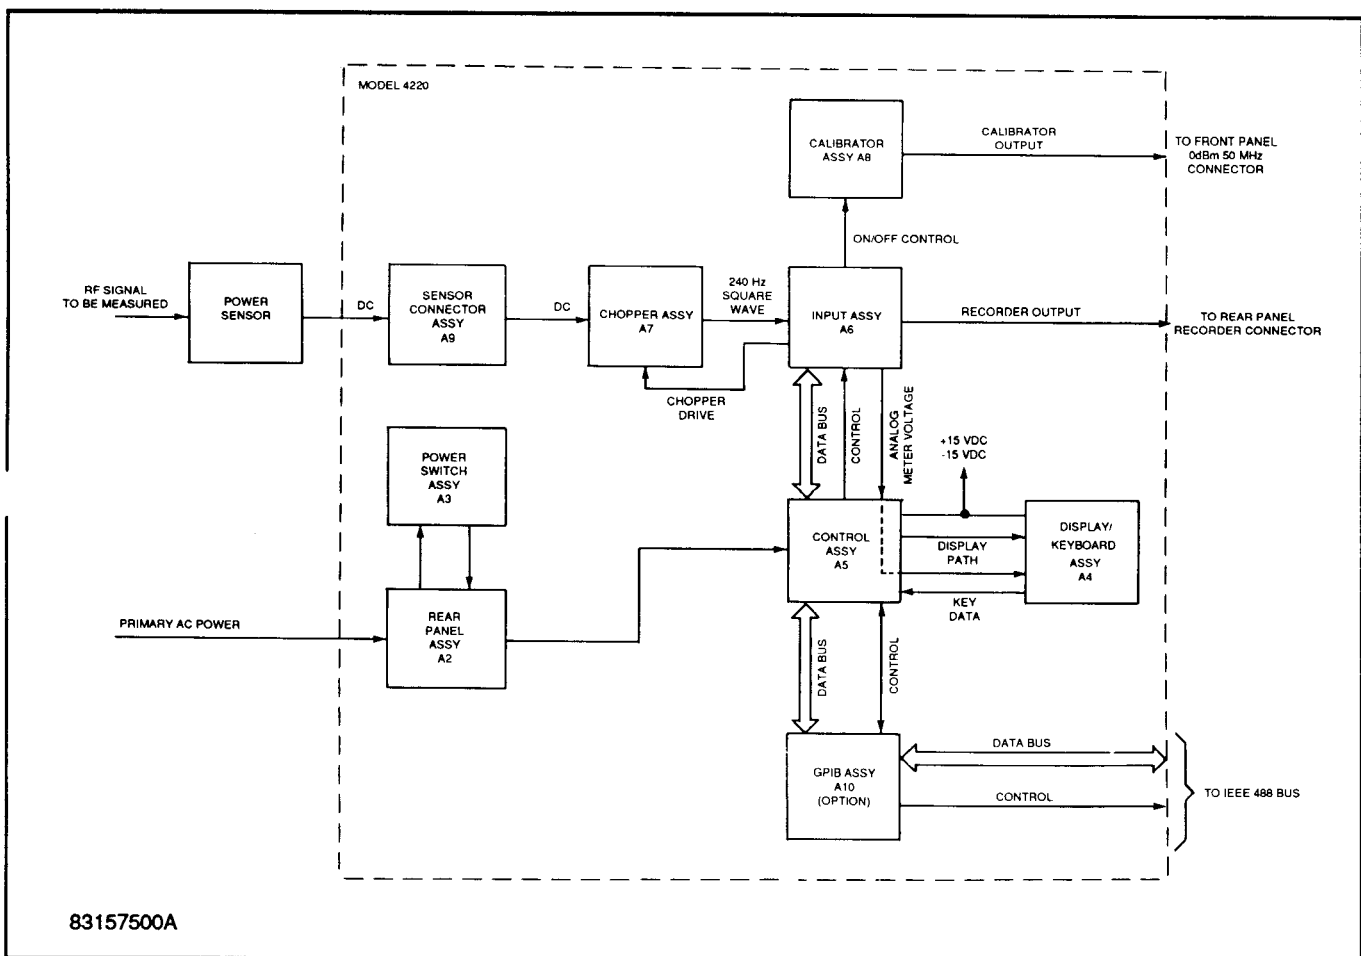 MODEL 4220
CALIBRATOR
ASSY A8
CALIBRATOR
OUTPUT
TO FRONT PANEL
0dBm 50 MHz
CONNECTOR
ON/OFF CONTROL
RF SIGNAL
TO BE MEASURED
POWER
SENSOR
DC
SENSOR
CONNECTOR
ASSY
A9
DC
CHOPPER ASSY
A7
240 Hz
SQUARE
WAVE
INPUT ASSY
A6
RECORDER OUTPUT
TO REAR PANEL
RECORDER CONNECTOR
CHOPPER
DRIVE
DATA BUS
CONTROL
ANALOG
METER VOLTAGE
+15 VDC
-15 VDC
POWER
SWITCH
ASSY
A3
CONTROL
ASSY
A5
DISPLAY
PATH
KEY
DATA
DISPLAY/
KEYBOARD
ASSY
A4
PRIMARY AC POWER
REAR
PANEL
ASSY
A2
DATA BUS
CONTROL
GPIB ASSY
A10
(OPTION)
DATA BUS
CONTROL
TO IEEE 488 BUS
83157500A